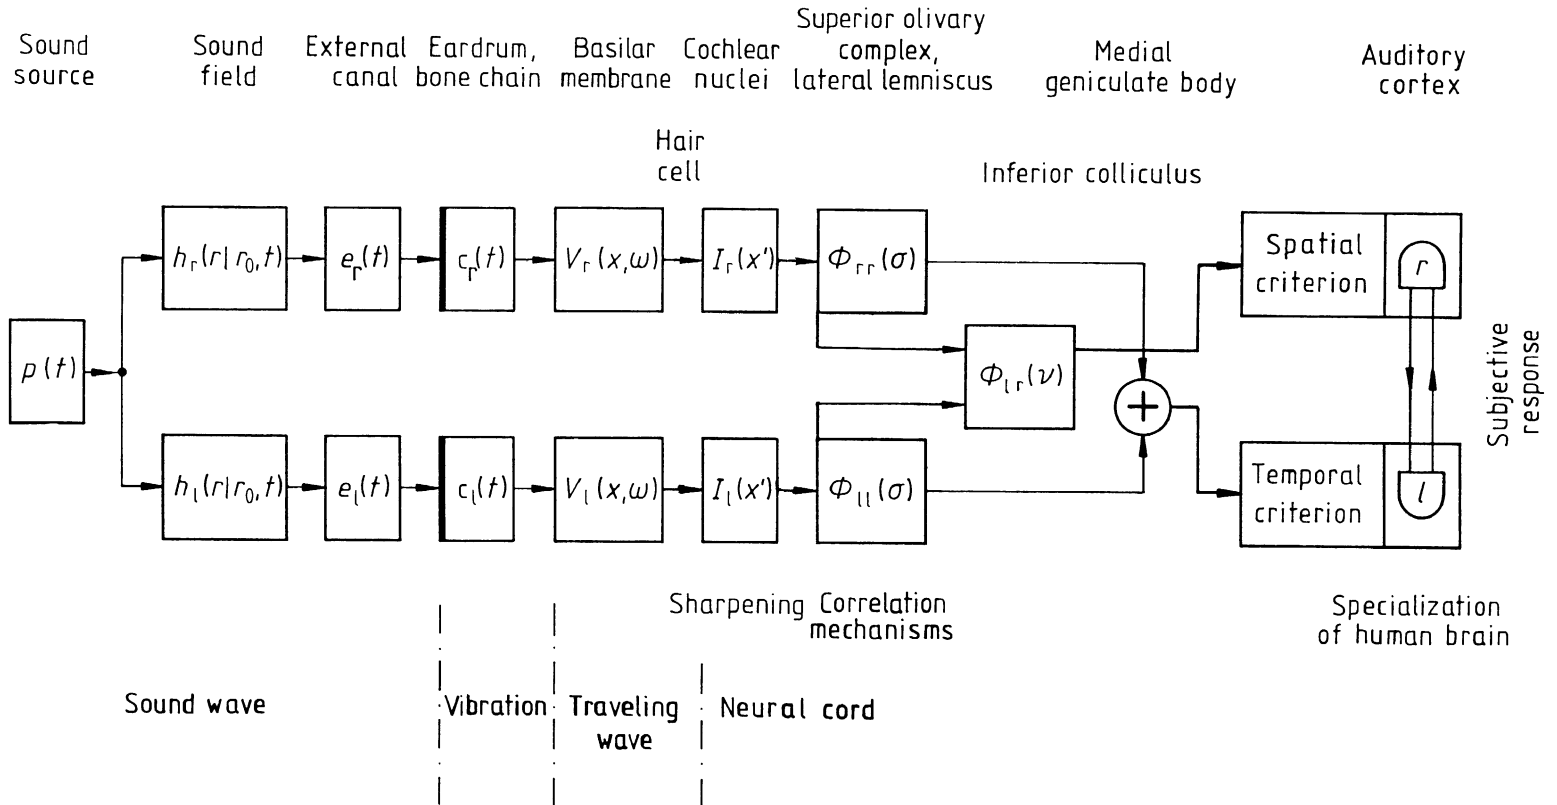 Sound
source
Sound
field
External
canal
Eardrum,
bone chain
Basilar
membrane
Cochlear
nuclei
Superior olivary
complex,
lateral lemniscus
Medial
geniculate body
Auditory
cortex
Hair
cell
Inferior colliculus
p(t)
h_r(r|r_0,t)
e_r(t)
c_r(t)
V_r(x,ω)
I_r(x')
Φ_rr(σ)
Spatial
criterion
r
Φ_lr(ν)
+
h_l(r|r_0,t)
e_l(t)
c_l(t)
V_l(x,ω)
I_l(x')
Φ_ll(σ)
Temporal
criterion
l
Subjective
response
Sharpening
Correlation
mechanisms
Specialization
of human brain
Sound wave
Vibration
Traveling
wave
Neural cord